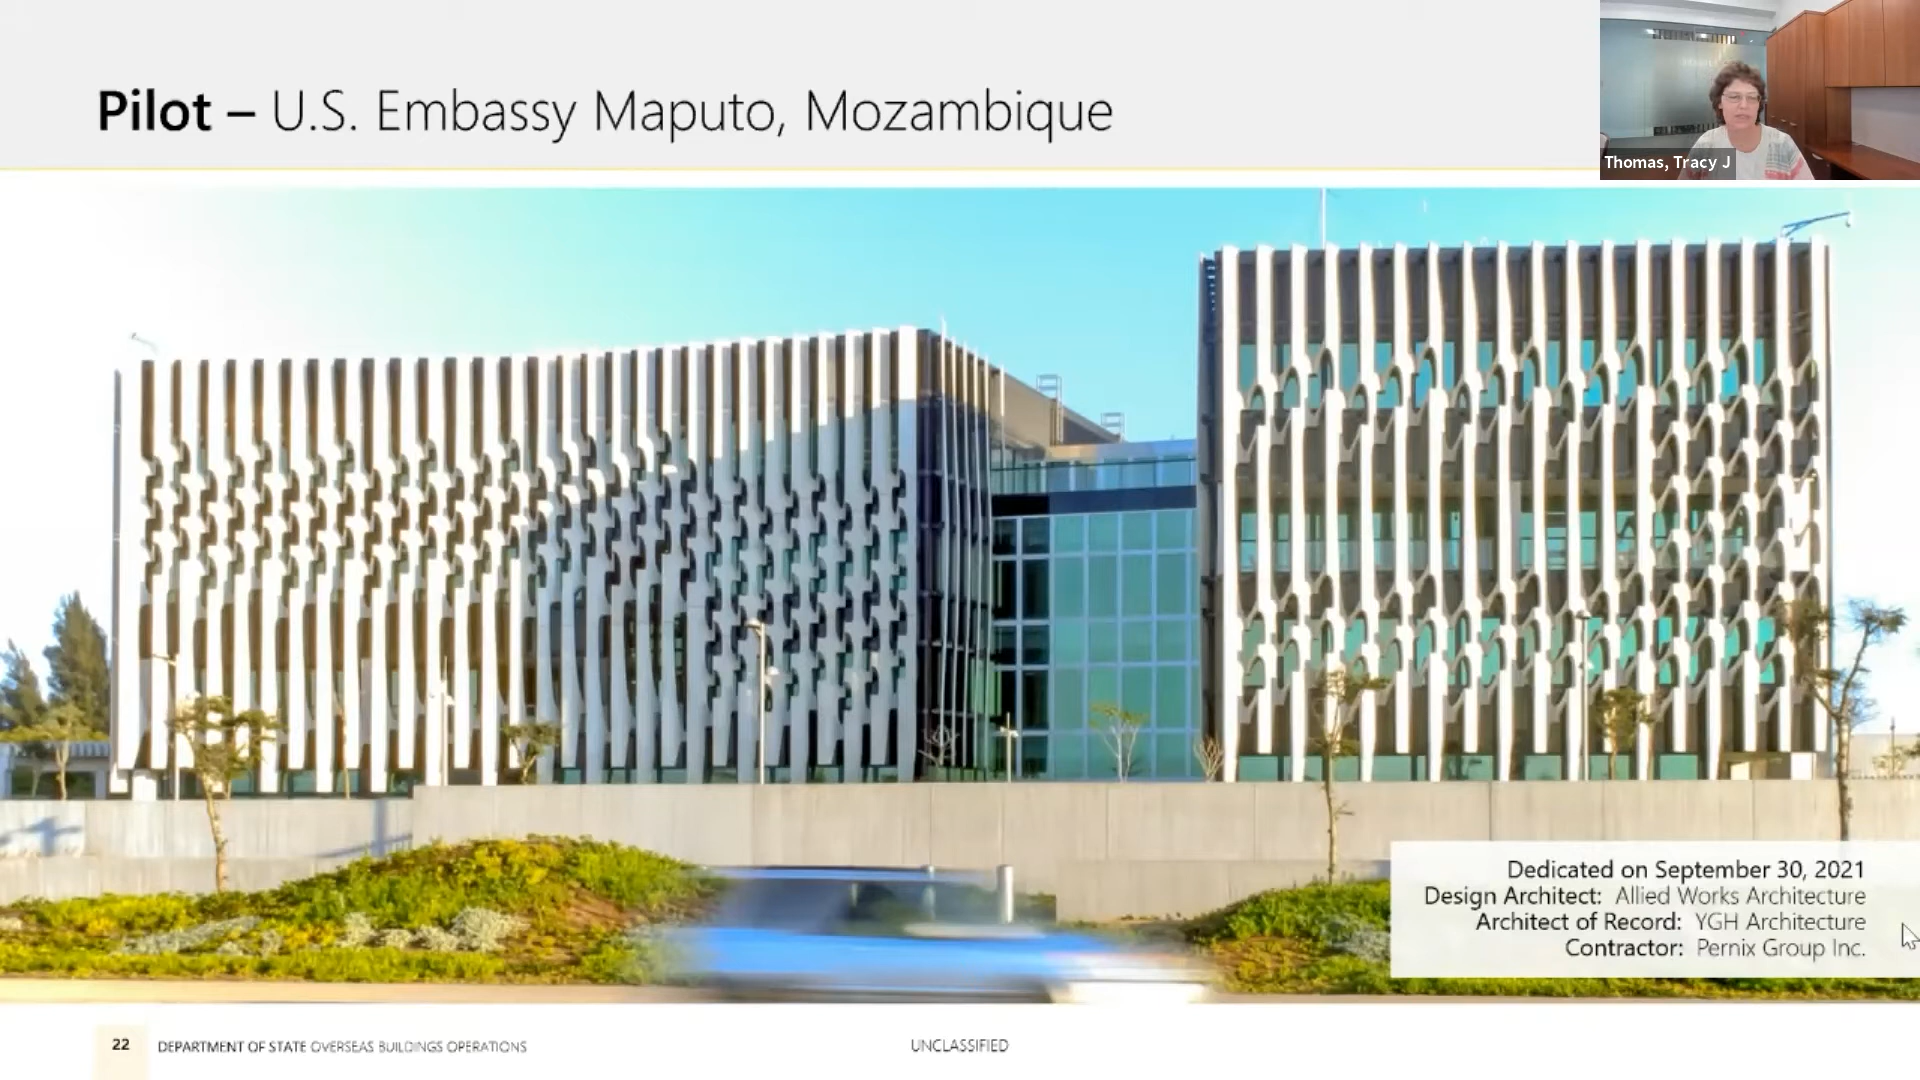 Pilot – U.S. Embassy Maputo, Mozambique
Thomas, Tracy J
Dedicated on September 30, 2021
Design Architect: Allied Works Architecture
Architect of Record: YGH Architecture
Contractor: Pernix Group Inc.
22 DEPARTMENT OF STATE OVERSEAS BUILDINGS OPERATIONS
UNCLASSIFIED